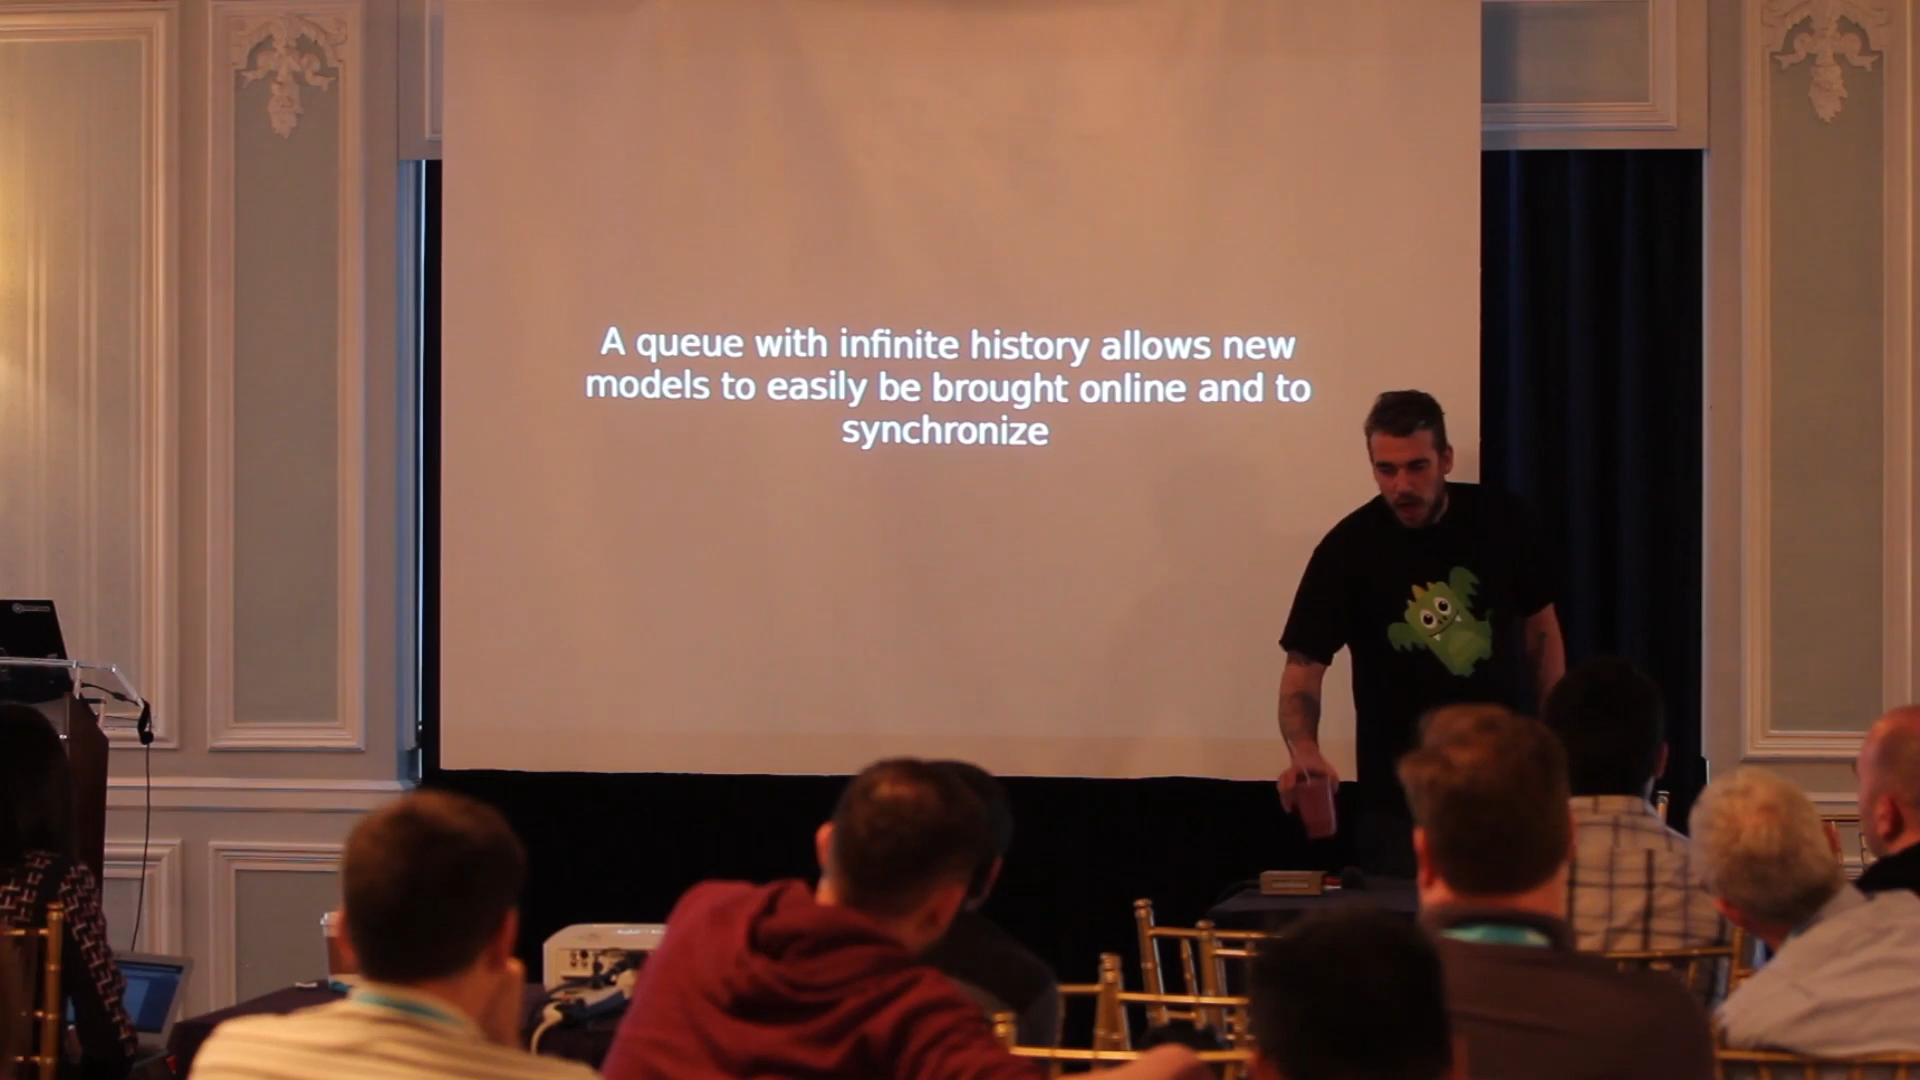 A queue with infinite history allows new
models to easily be brought online and to
synchronize